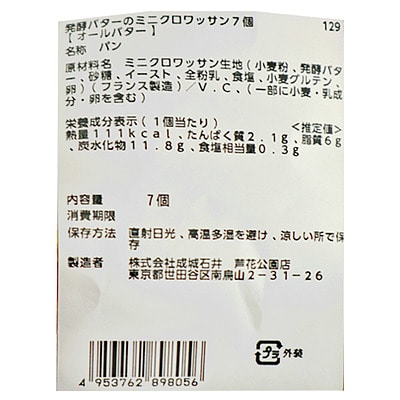 発酵バターのミニクロワッサン7個 129
【オールバター】
名称 パン
原材料名 ミニクロワッサン生地(小麦粉、発酵バタ
ー、砂糖、イースト、全粉乳、食塩、小麦グルテン、
卵)(フランス製造)/V.C.、(一部に小麦・乳成
分・卵を含む)
栄養成分表示(1個当たり) <推定値>
熱量111kcal、たんぱく質2.1g、脂質6g
、炭水化物11.8g、食塩相当量0.3g
内容量 7個
消費期限
保存方法 直射日光、高温多湿を避け、涼しい所で保
存
製造者 株式会社成城石井 芦花公園店
東京都世田谷区南烏山2-31-26
4 953762 898056
プラ 外装